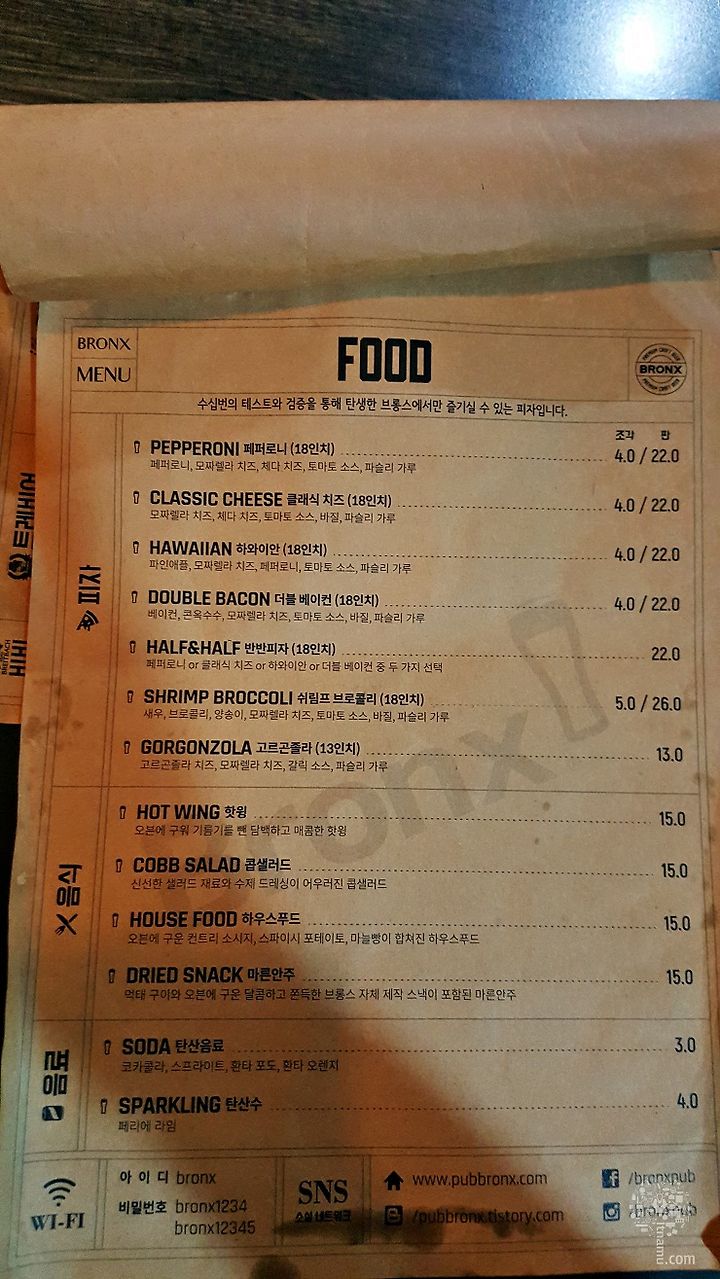 BRONX
MENU
FOOD
PREMIUM CRAFT BEER
BRONX
PREMIUM CRAFT BEER
수십번의 테스트와 검증을 통해 탄생한 브롱스에서만 즐기실 수 있는 피자입니다.
조각 판
피자
PEPPERONI 페퍼로니 (18인치) 4.0 / 22.0
페퍼로니, 모짜렐라 치즈, 체다 치즈, 토마토 소스, 파슬리 가루
CLASSIC CHEESE 클래식 치즈 (18인치) 4.0 / 22.0
모짜렐라 치즈, 체다 치즈, 토마토 소스, 바질, 파슬리 가루
HAWAIIAN 하와이안 (18인치) 4.0 / 22.0
파인애플, 모짜렐라 치즈, 페퍼로니, 토마토 소스, 파슬리 가루
DOUBLE BACON 더블 베이컨 (18인치) 4.0 / 22.0
베이컨, 콘옥수수, 모짜렐라 치즈, 토마토 소스, 바질, 파슬리 가루
HALF&HALF 반반피자 (18인치) 22.0
페퍼로니 or 클래식 치즈 or 하와이안 or 더블 베이컨 중 두 가지 선택
SHRIMP BROCCOLI 쉬림프 브로콜리 (18인치) 5.0 / 26.0
새우, 브로콜리, 양송이, 모짜렐라 치즈, 토마토 소스, 바질, 파슬리 가루
GORGONZOLA 고르곤졸라 (13인치) 13.0
고르곤졸라 치즈, 모짜렐라 치즈, 갈릭 소스, 파슬리 가루
bronx
음식
HOT WING 핫윙 15.0
오븐에 구워 기름기를 뺀 담백하고 매콤한 핫윙
COBB SALAD 콥샐러드 15.0
신선한 샐러드 재료와 수제 드레싱이 어우러진 콥샐러드
HOUSE FOOD 하우스푸드 15.0
오븐에 구운 컨트리 소시지, 스파이시 포테이토, 마늘빵이 합쳐진 하우스푸드
DRIED SNACK 마른안주 15.0
먹태 구이와 오븐에 구운 달콤하고 쫀득한 브롱스 자체 제작 스낵이 포함된 마른안주
음료
SODA 탄산음료 3.0
코카콜라, 스프라이트, 환타 포도, 환타 오렌지
SPARKLING 탄산수 4.0
페리에 라임
WI-FI
아 이 디 bronx
비밀번호 bronx1234
bronx12345
SNS
소셜 네트워크
www.pubbronx.com
/pubbronx.tistory.com
/bronxpub
/bronxpub
트레비어
BREITBACH
ltnamu.com